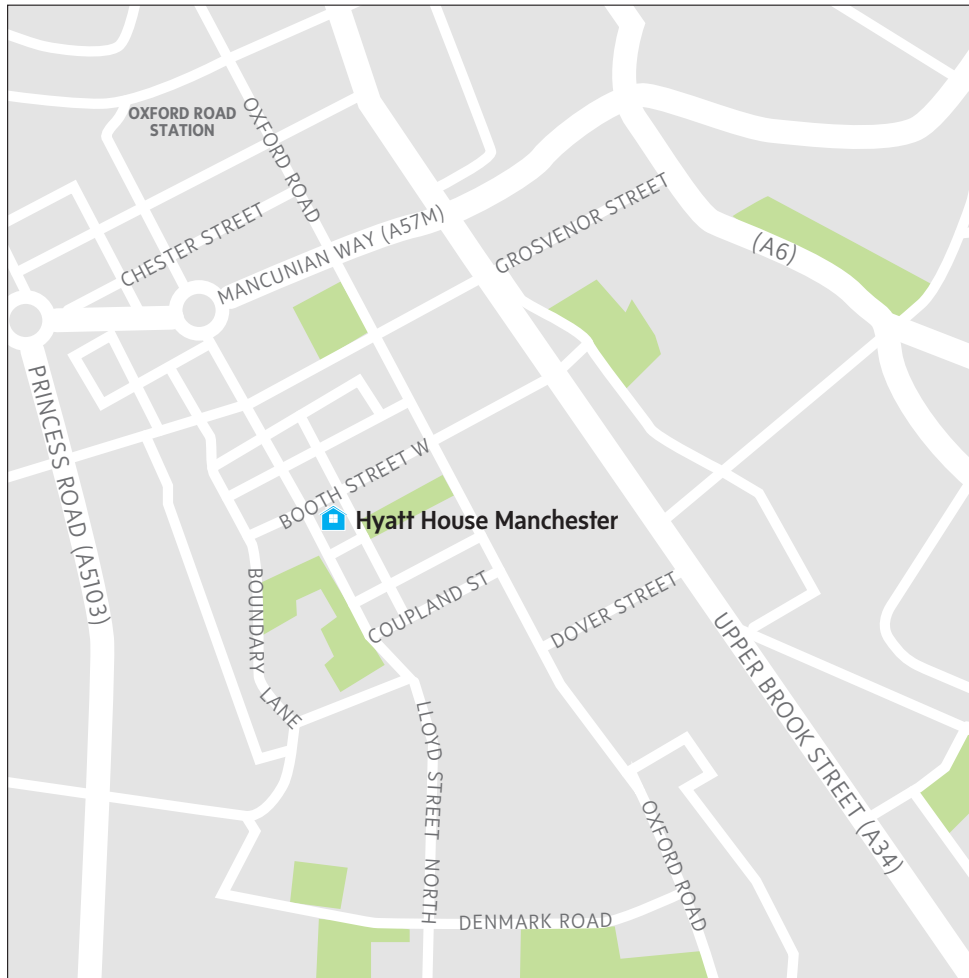 OXFORD ROAD
STATION
OXFORD ROAD
CHESTER STREET
MANCUNIAN WAY (A57M)
GROSVENOR STREET
(A6)
PRINCESS ROAD (A5103)
BOOTH STREET W
Hyatt House Manchester
BOUNDARY LANE
COUPLAND ST
DOVER STREET
UPPER BROOK STREET (A34)
LLOYD STREET NORTH
OXFORD ROAD
DENMARK ROAD